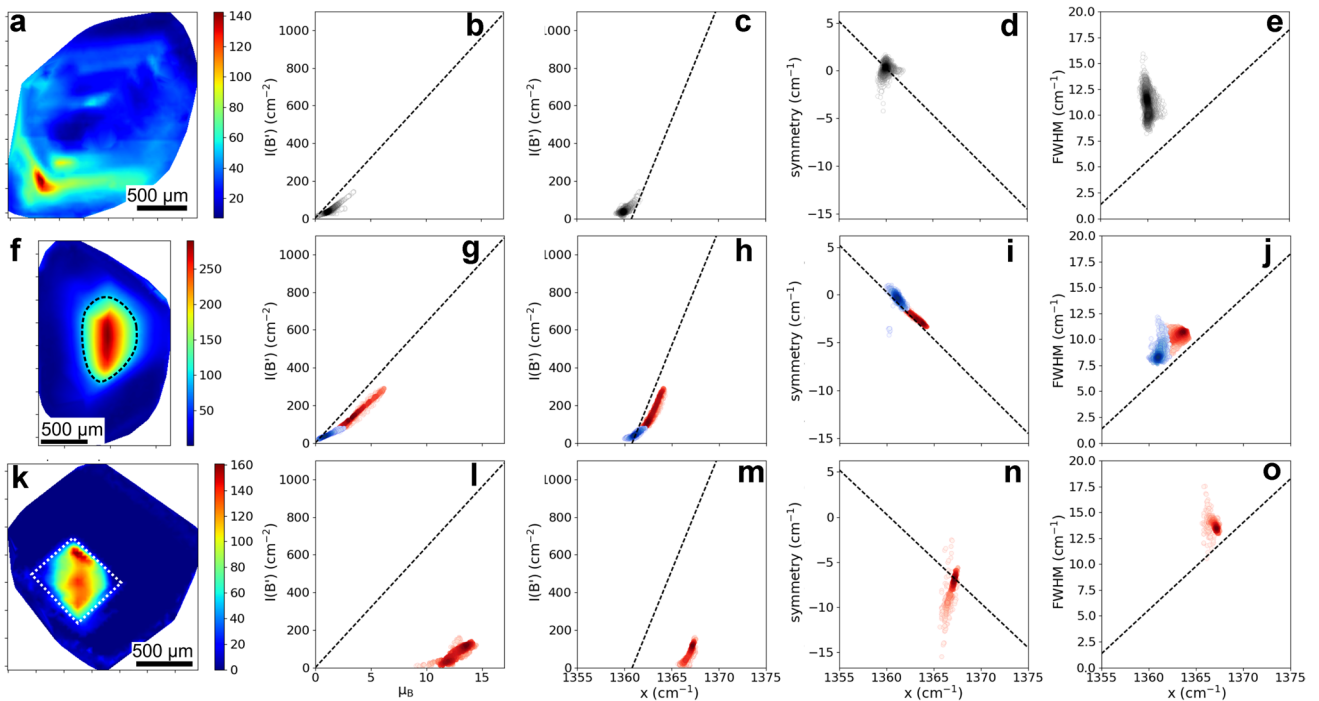 a
140
120
100
80
60
40
20
500 µm
b
I(B') (cm⁻²)
1000
800
600
400
200
0
c
I(B') (cm⁻²)
1000
800
600
400
200
0
d
symmetry (cm⁻¹)
5
0
−5
−10
−15
e
FWHM (cm⁻¹)
20.0
17.5
15.0
12.5
10.0
7.5
5.0
2.5
0.0
1355 1360 1365 1370 1375
f
250
200
150
100
50
500 µm
g
I(B') (cm⁻²)
1000
800
600
400
200
0
h
I(B') (cm⁻²)
1000
800
600
400
200
0
i
symmetry (cm⁻¹)
5
0
−5
−10
−15
j
FWHM (cm⁻¹)
20.0
17.5
15.0
12.5
10.0
7.5
5.0
2.5
0.0
k
160
140
120
100
80
60
40
20
0
500 µm
l
I(B') (cm⁻²)
1000
800
600
400
200
0
0 5 10 15
µB
m
I(B') (cm⁻²)
1000
800
600
400
200
0
1355 1360 1365 1370 1375
x (cm⁻¹)
n
symmetry (cm⁻¹)
5
0
−5
−10
−15
1355 1360 1365 1370 1375
x (cm⁻¹)
o
FWHM (cm⁻¹)
20.0
17.5
15.0
12.5
10.0
7.5
5.0
2.5
0.0
1355 1360 1365 1370 1375
x (cm⁻¹)